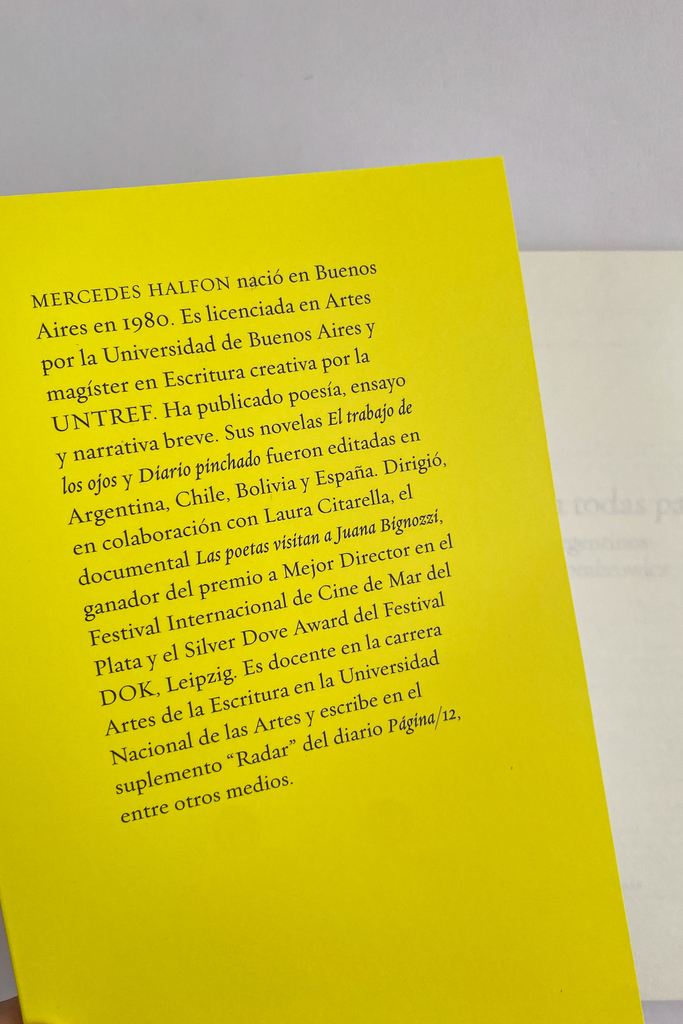 MERCEDES HALFON nació en Buenos
Aires en 1980. Es licenciada en Artes
por la Universidad de Buenos Aires y
magíster en Escritura creativa por la
UNTREF. Ha publicado poesía, ensayo
y narrativa breve. Sus novelas El trabajo de
los ojos y Diario pinchado fueron editadas en
Argentina, Chile, Bolivia y España. Dirigió,
en colaboración con Laura Citarella, el
documental Las poetas visitan a Juana Bignozzi,
ganador del premio a Mejor Director en el
Festival Internacional de Cine de Mar del
Plata y el Silver Dove Award del Festival
DOK, Leipzig. Es docente en la carrera
Artes de la Escritura en la Universidad
Nacional de las Artes y escribe en el
suplemento “Radar” del diario Página/12,
entre otros medios.